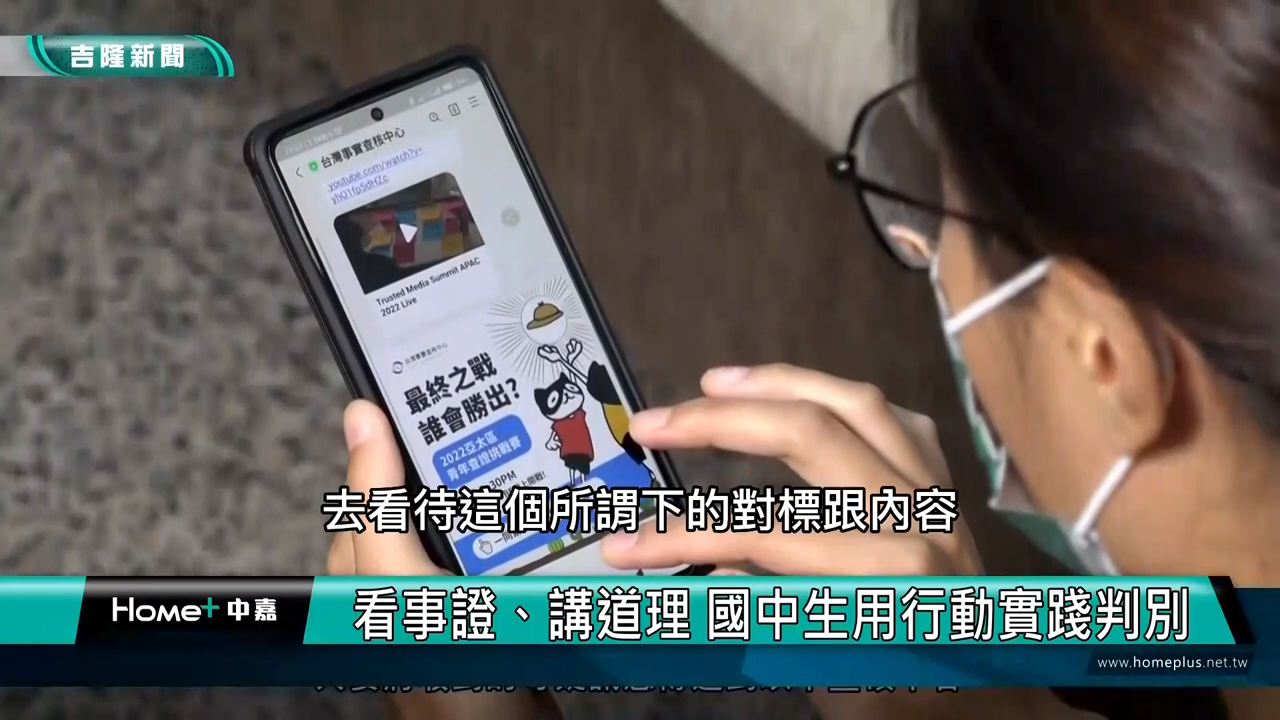 吉隆新聞
台灣事實查核中心
youtube.com/watch?v=
yhQ1fp5dHZc
Trusted Media Summit APAC
2022 Live
台灣事實查核中心
最終之戰
誰會勝出?
2022亞太區
青年查證挑戰賽
30PM
去看待這個所謂下的對標跟內容
Home+ 中嘉
看事證、講道理 國中生用行動實踐判別
www.homeplus.net.tw